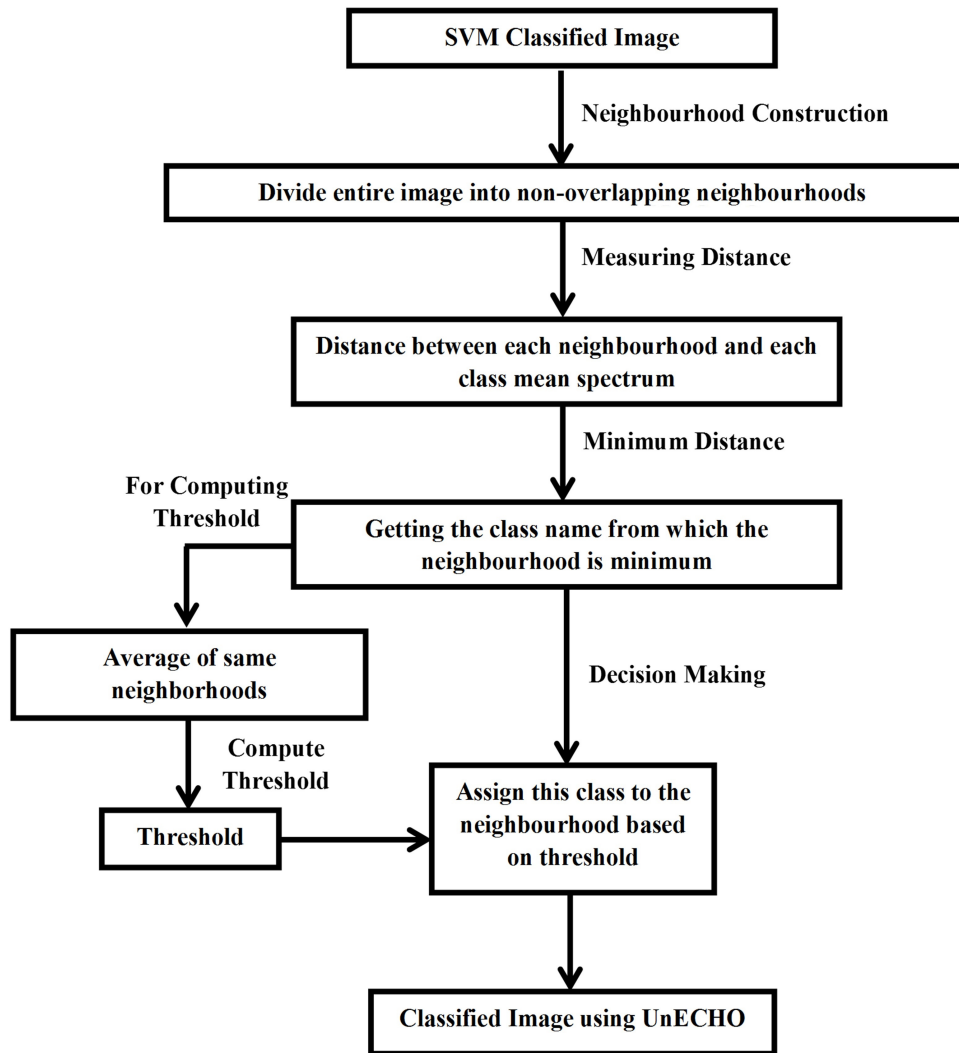 SVM Classified Image
Neighbourhood Construction
Divide entire image into non-overlapping neighbourhoods
Measuring Distance
Distance between each neighbourhood and each
class mean spectrum
Minimum Distance
For Computing
Threshold
Getting the class name from which the
neighbourhood is minimum
Average of same
neighborhoods
Decision Making
Compute
Threshold
Threshold
Assign this class to the
neighbourhood based
on threshold
Classified Image using UnECHO